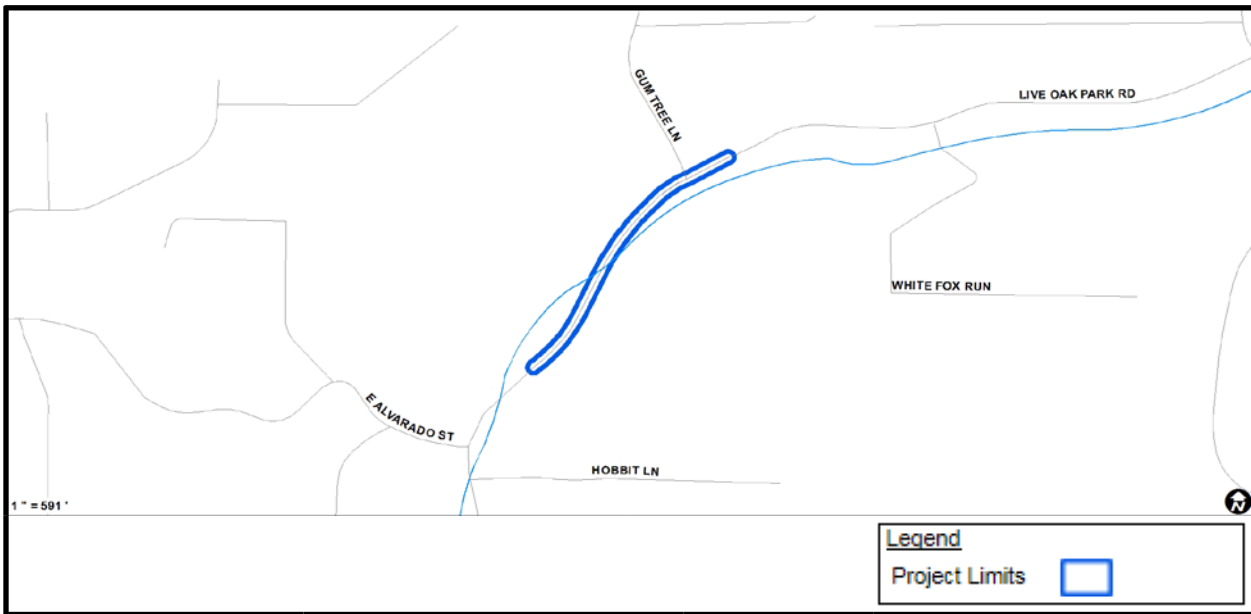 GUM TREE LN
LIVE OAK PARK RD
WHITE FOX RUN
E ALVARADO ST
HOBBIT LN
1 " = 591 '
N
Legend
Project Limits